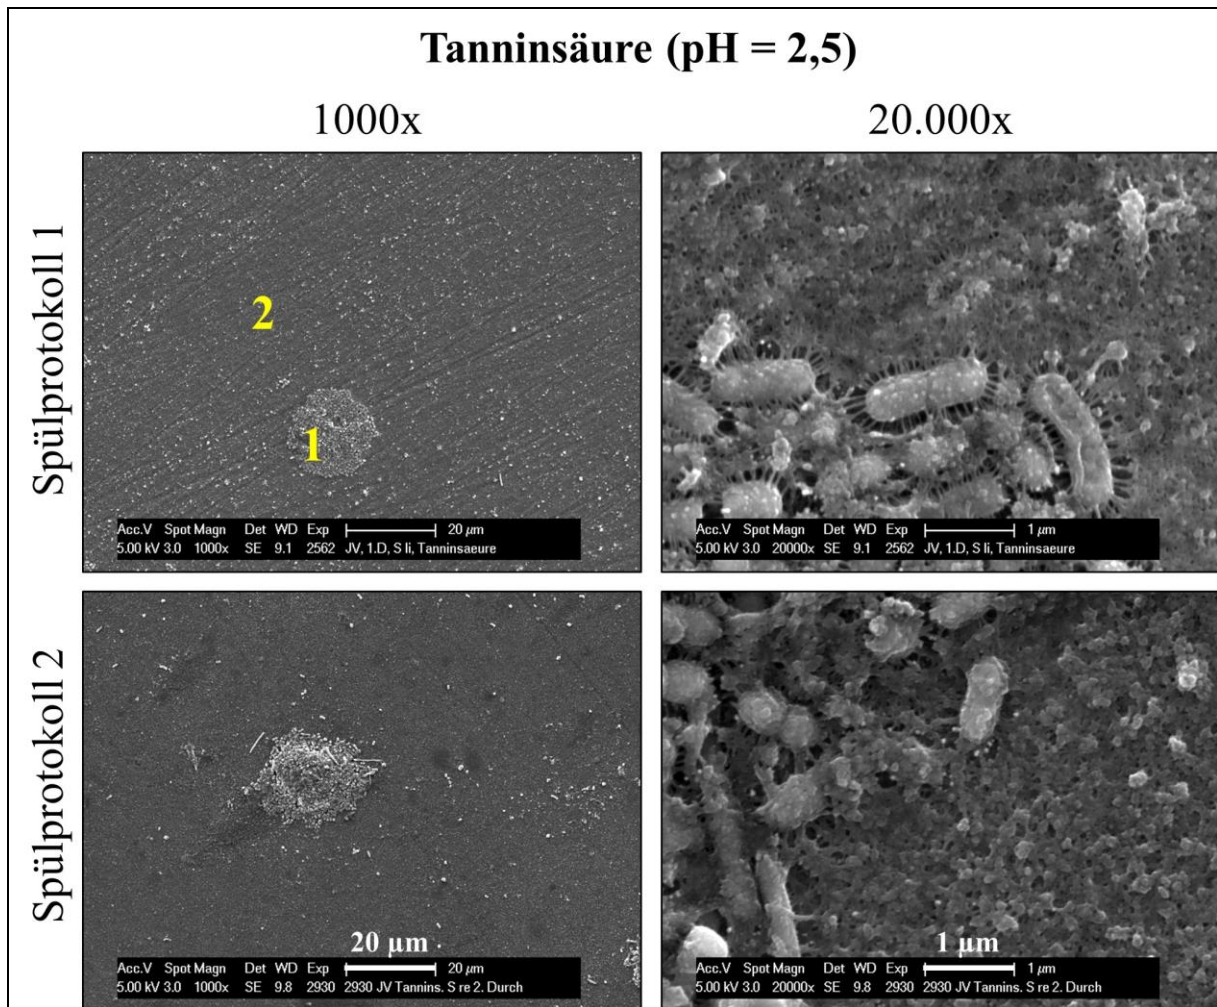 Tanninsäure (pH = 2,5)
1000x
20.000x
Spülprotokoll 1
2
1
Acc.V Spot Magn Det WD Exp 20 µm
5.00 kV 3.0 1000x SE 9.1 2562 JV, 1.D, S li, Tanninsaeure
Acc.V Spot Magn Det WD Exp 1 µm
5.00 kV 3.0 20000x SE 9.1 2562 JV, 1.D, S li, Tanninsaeure
Spülprotokoll 2
20 µm
Acc.V Spot Magn Det WD Exp 20 µm
5.00 kV 3.0 1000x SE 9.8 2930 2930 JV Tannins. S re 2. Durch
1 µm
Acc.V Spot Magn Det WD Exp 1 µm
5.00 kV 3.0 20000x SE 9.8 2930 2930 JV Tannins. S re 2. Durch